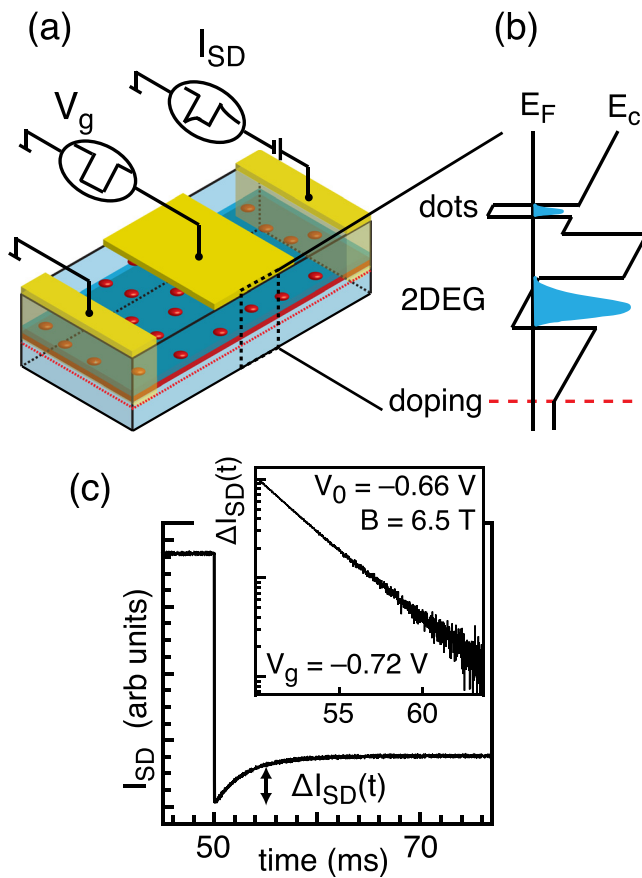 (a)
I_SD
V_g
(b)
E_F
E_c
dots
2DEG
doping
(c)
ΔI_SD(t)
V_0 = −0.66 V
B = 6.5 T
V_g = −0.72 V
55
60
I_SD (arb units)
ΔI_SD(t)
50
70
time (ms)